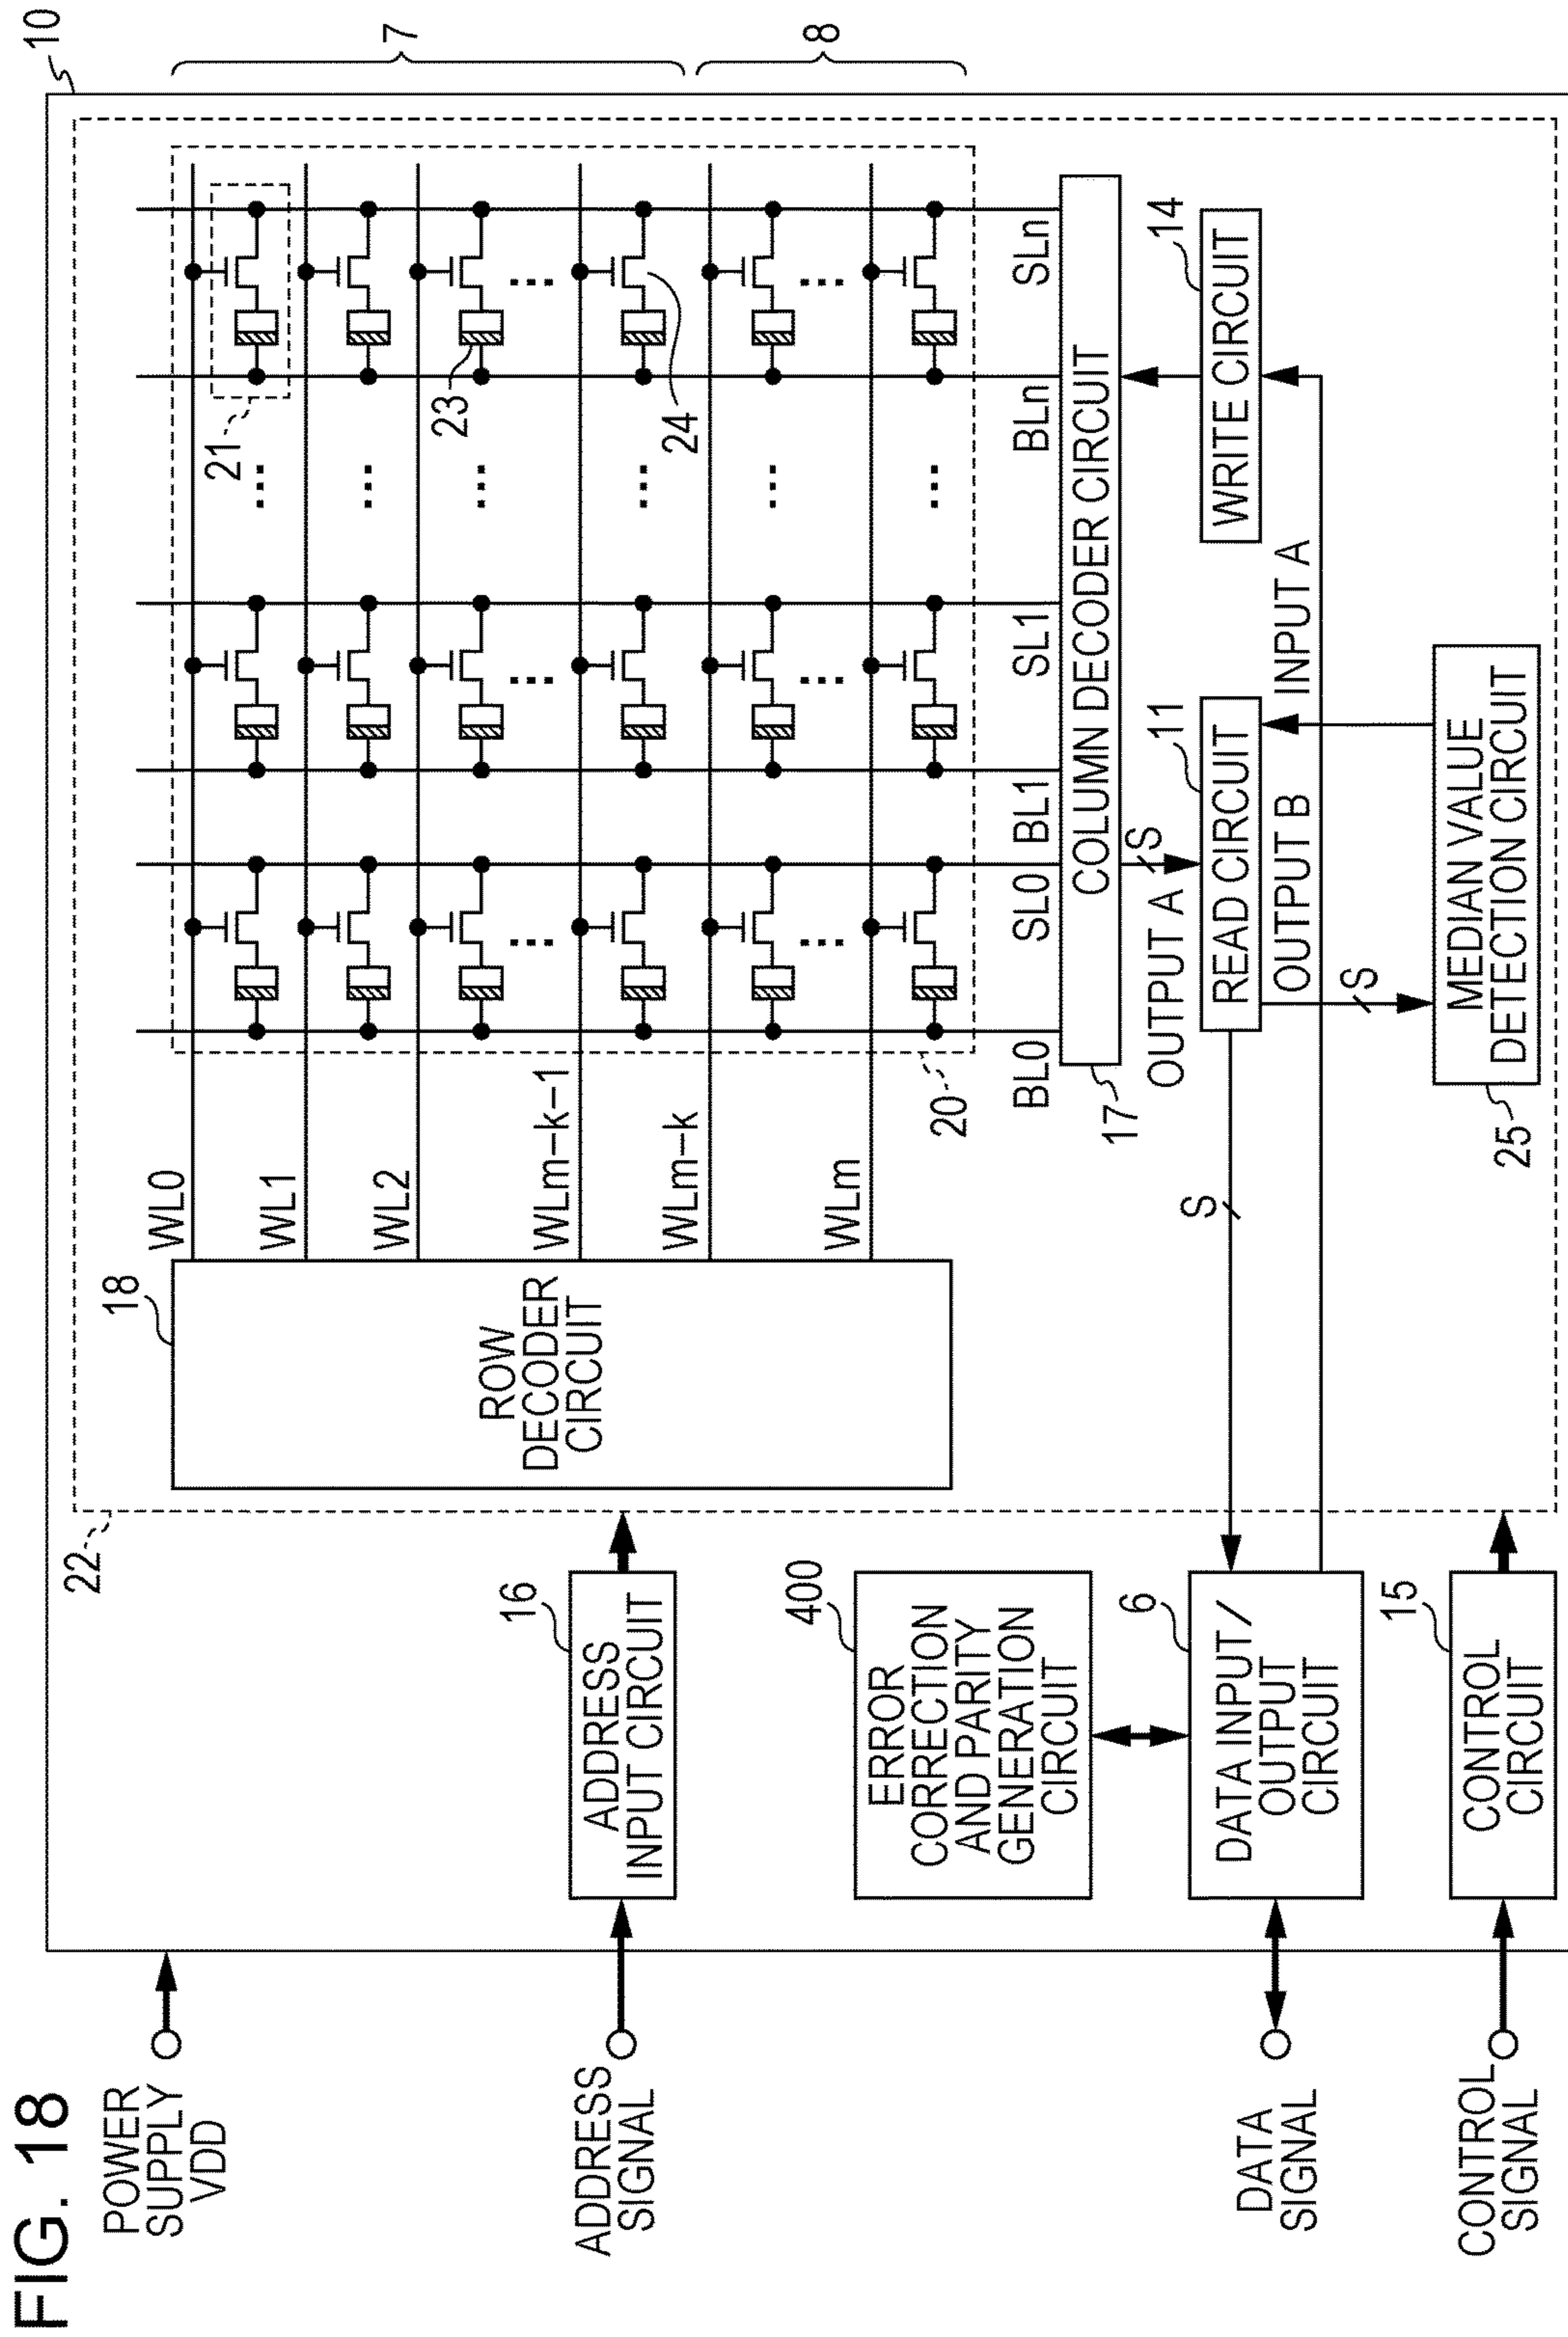 FIG. 18
POWER
SUPPLY
VDD
ADDRESS
SIGNAL
DATA
SIGNAL
CONTROL
SIGNAL
10
22
16
ADDRESS
INPUT CIRCUIT
400
ERROR
CORRECTION
AND PARITY
GENERATION
CIRCUIT
6
DATA INPUT/
OUTPUT
CIRCUIT
15
CONTROL
CIRCUIT
18
ROW
DECODER
CIRCUIT
WL0
WL1
WL2
WLm-k-1
WLm-k
WLm
21
23
24
7
8
20
BL0
SL0
BL1
SL1
BLn
SLn
17
COLUMN DECODER CIRCUIT
OUTPUT A
S
11
READ CIRCUIT
14
WRITE CIRCUIT
S
OUTPUT B
INPUT A
S
25
MEDIAN VALUE
DETECTION CIRCUIT